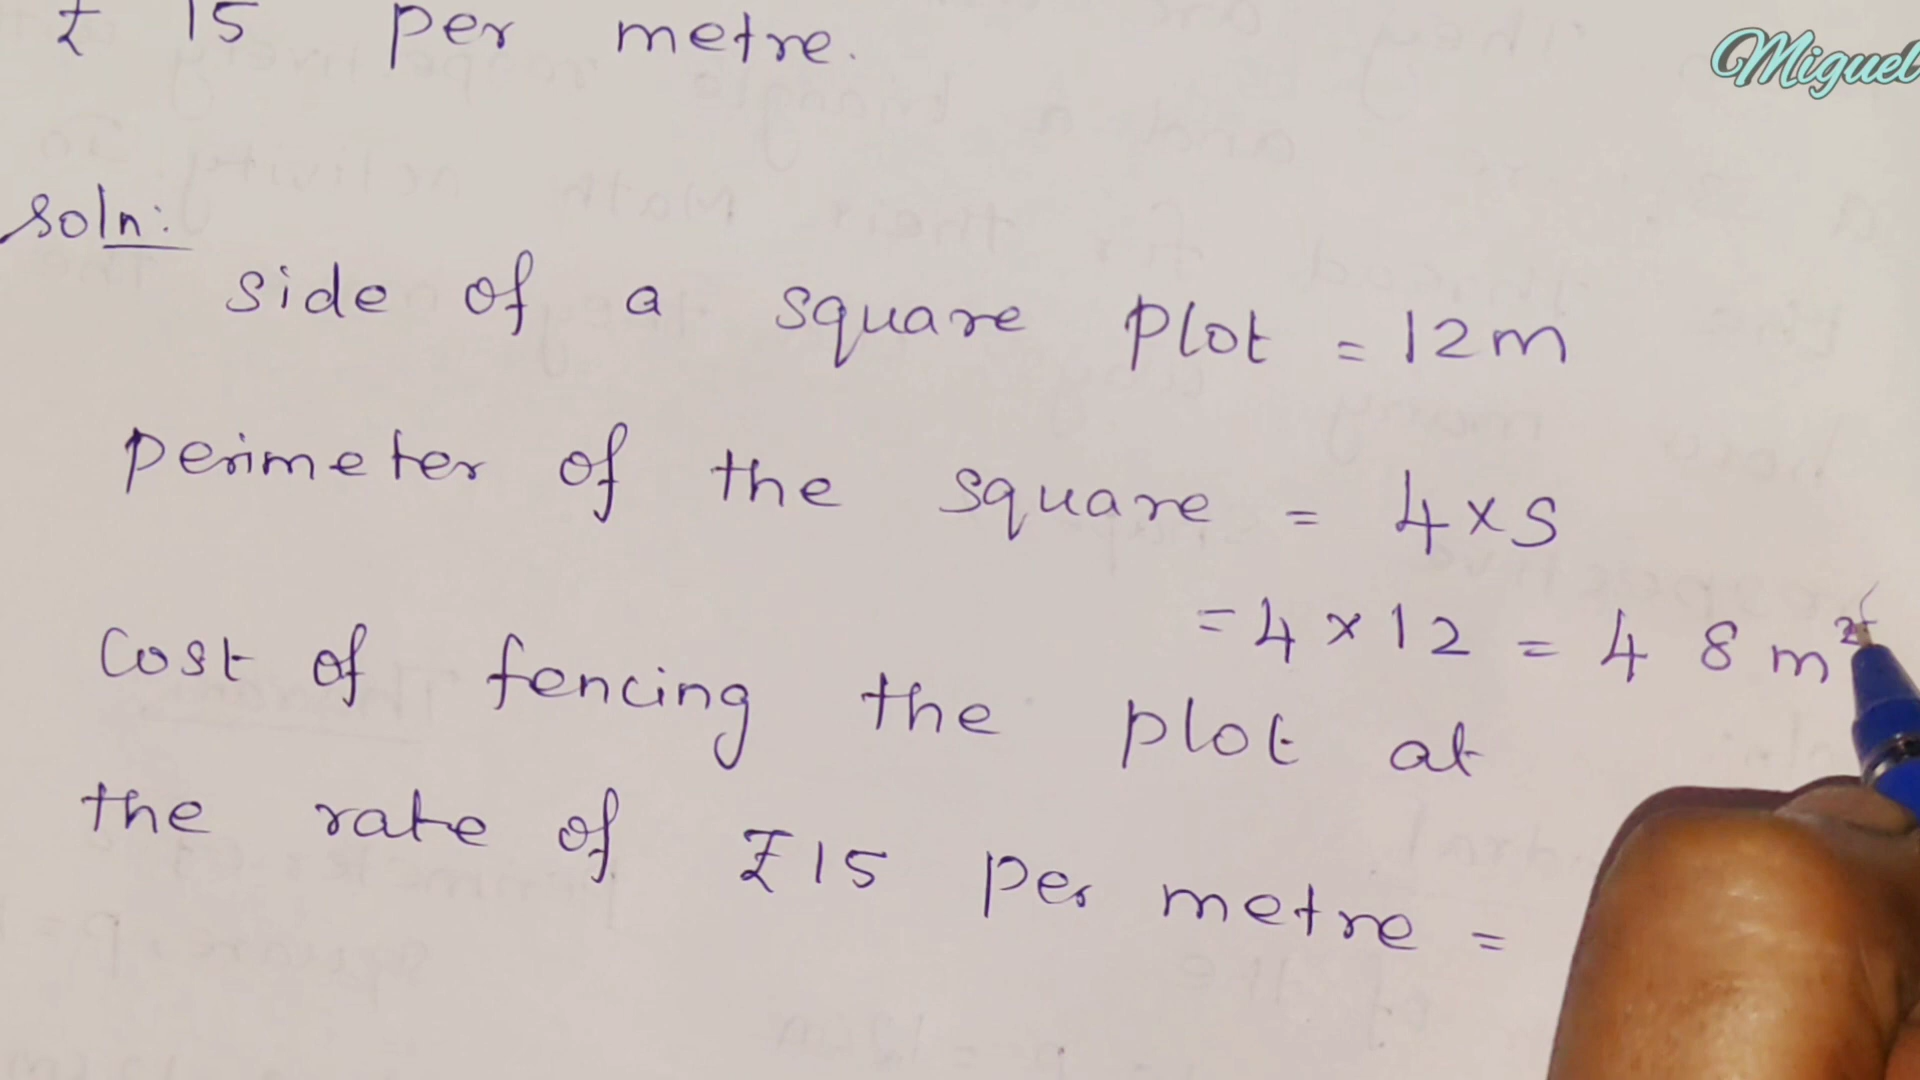 ₹ 15 per metre.
Miguel
Soln:
side of a square plot = 12m
perimeter of the square = 4×S
= 4 × 12 = 48 m²
Cost of fencing the plot at
the rate of ₹15 per metre =